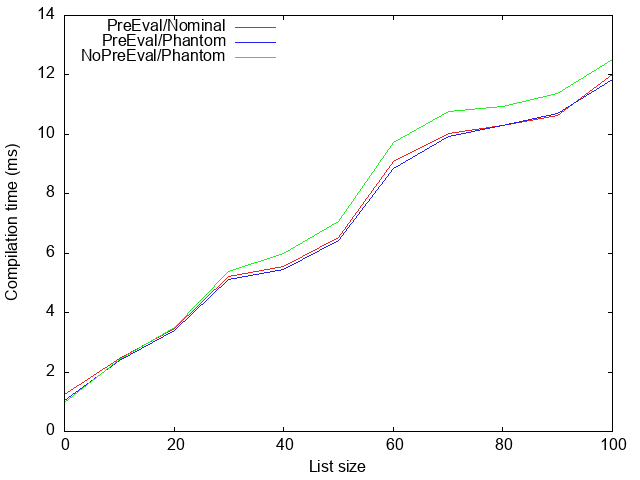 PreEval/Nominal
PreEval/Phantom
NoPreEval/Phantom
14
12
10
8
6
4
2
0
Compilation time (ms)
0 20 40 60 80 100
List size